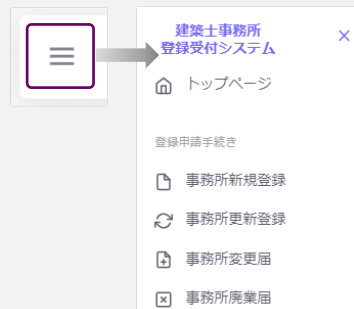 建築士事務所
登録受付システム
トップページ
登録申請手続き
事務所新規登録
事務所更新登録
事務所変更届
事務所廃業届